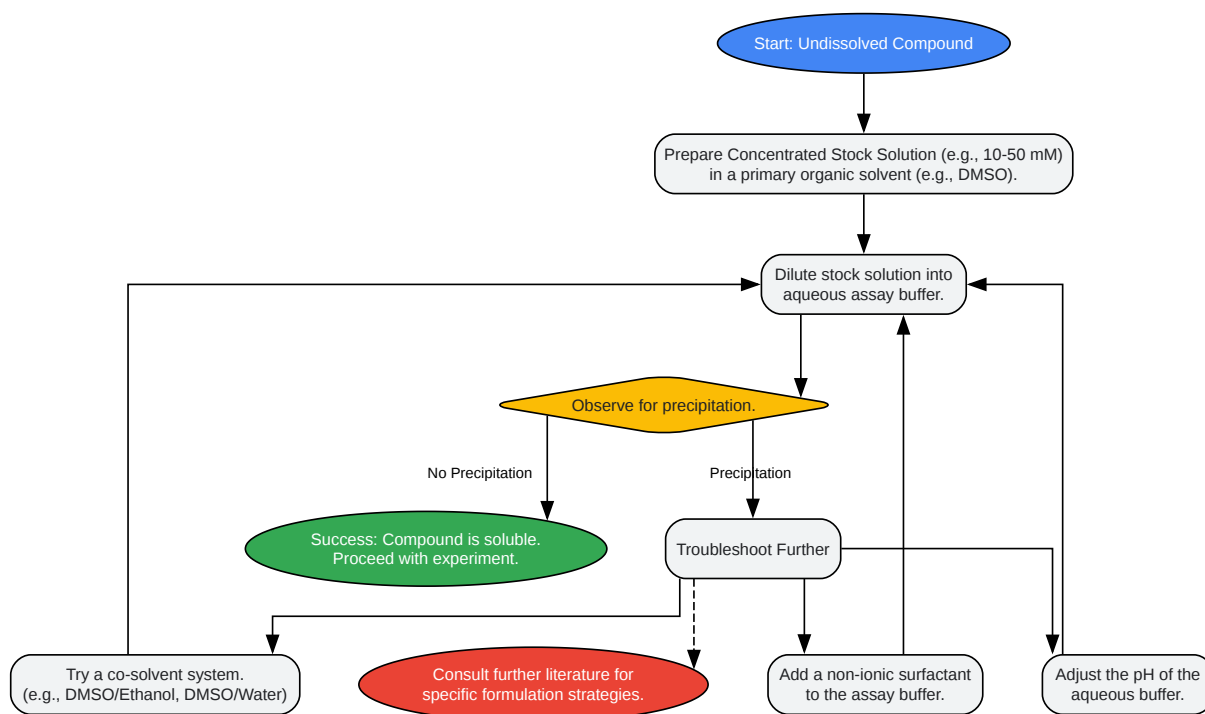 Start: Undissolved Compound
Prepare Concentrated Stock Solution (e.g., 10-50 mM)
in a primary organic solvent (e.g., DMSO).
Dilute stock solution into
aqueous assay buffer.
Observe for precipitation.
No Precipitation
Precipitation
Success: Compound is soluble.
Proceed with experiment.
Troubleshoot Further
Try a co-solvent system.
(e.g., DMSO/Ethanol, DMSO/Water)
Consult further literature for
specific formulation strategies.
Add a non-ionic surfactant
to the assay buffer.
Adjust the pH of the
aqueous buffer.